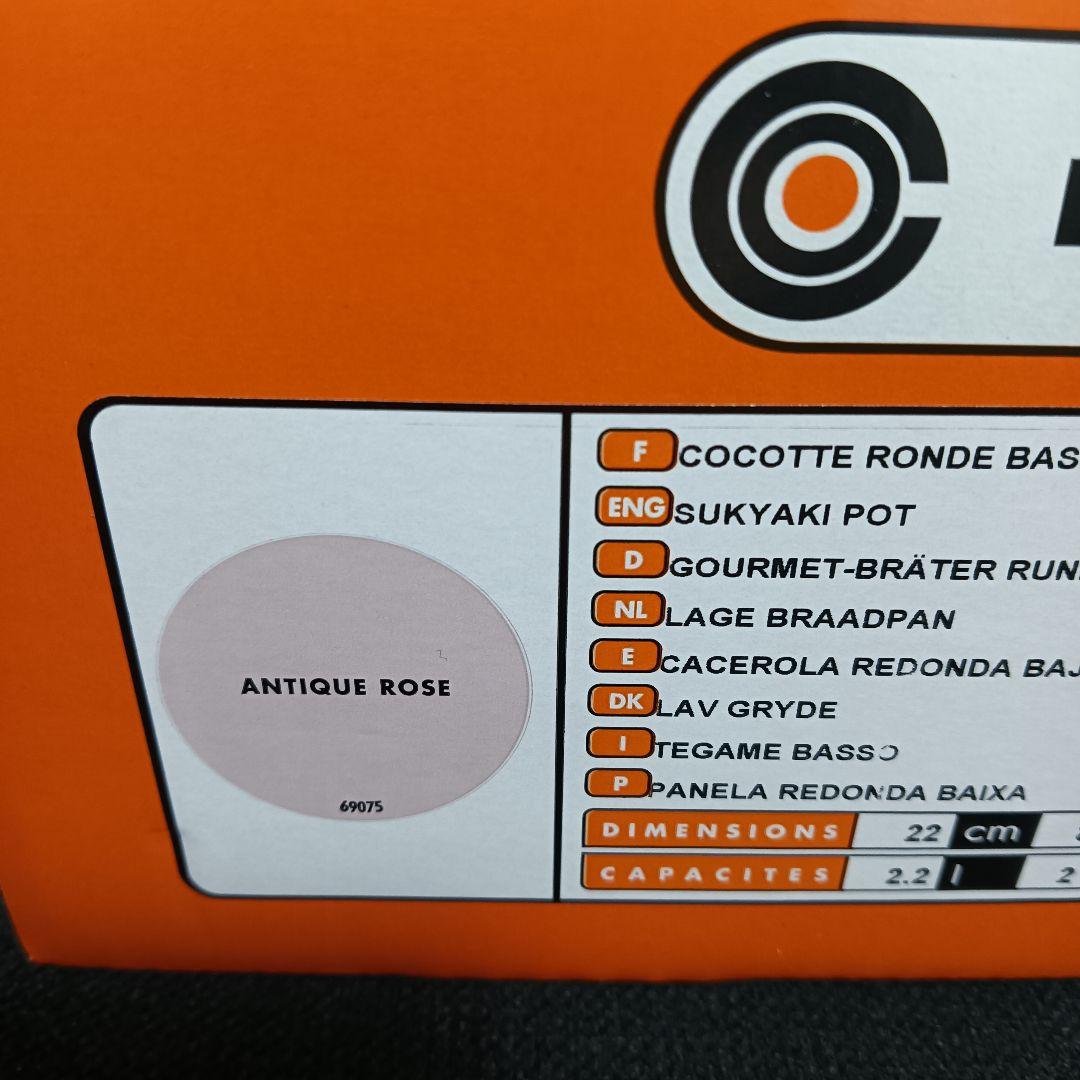 ANTIQUE ROSE
69075
F COCOTTE RONDE BAS
ENG SUKYAKI POT
D GOURMET-BRÄTER RUN
NL LAGE BRAADPAN
E CACEROLA REDONDA BAJ
DK LAV GRYDE
I TEGAME BASSO
P PANELA REDONDA BAIXA
DIMENSIONS 22 cm
CAPACITES 2.2 l 2